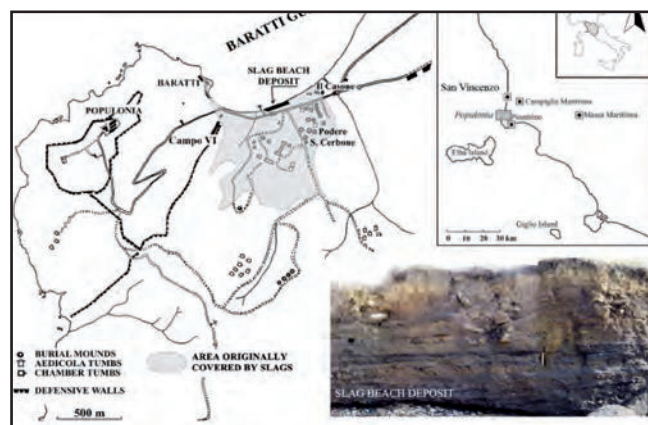 BARATTI GU
BARATTI
SLAG BEACH
DEPOSIT
Il Casone
POPULONIA
Campo VI
Podere
S. Cerbone
San Vincenzo
Campiglia Marittima
Populonia
Massa Marittima
Piombino
Elba Island
Giglio Island
0 10 20 30 km
BURIAL MOUNDS
AEDICOLA TUMBS
CHAMBER TUMBS
DEFENSIVE WALLS
500 m
AREA ORIGINALLY
COVERED BY SLAGS
SLAG BEACH DEPOSIT